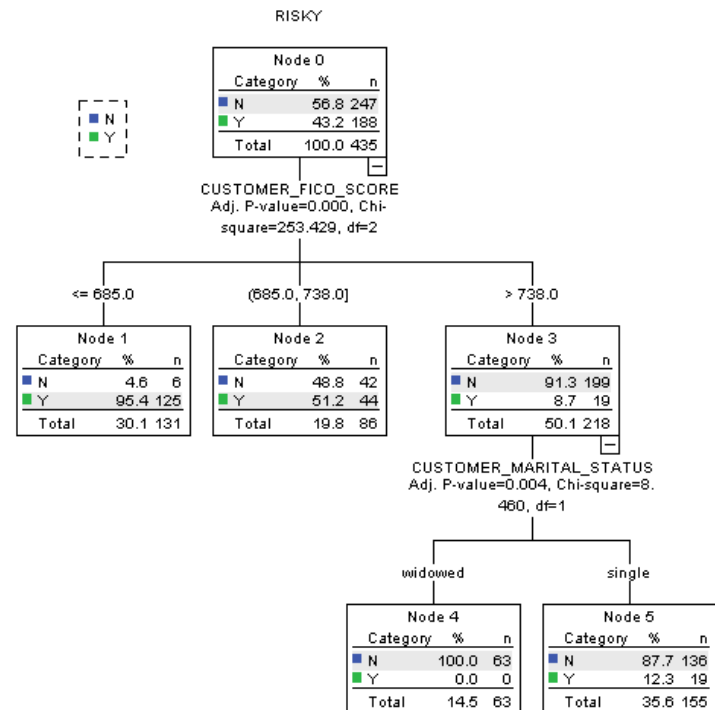 RISKY
Node 0
Category % n
N 56.8 247
Y 43.2 188
Total 100.0 435
N
Y
CUSTOMER_FICO_SCORE
Adj. P-value=0.000, Chi-
square=253.429, df=2
<= 685.0
(685.0, 738.0]
> 738.0
Node 1
Category % n
N 4.6 6
Y 95.4 125
Total 30.1 131
Node 2
Category % n
N 48.8 42
Y 51.2 44
Total 19.8 86
Node 3
Category % n
N 91.3 199
Y 8.7 19
Total 50.1 218
CUSTOMER_MARITAL_STATUS
Adj. P-value=0.004, Chi-square=8.
460, df=1
widowed
single
Node 4
Category % n
N 100.0 63
Y 0.0 0
Total 14.5 63
Node 5
Category % n
N 87.7 136
Y 12.3 19
Total 35.6 155